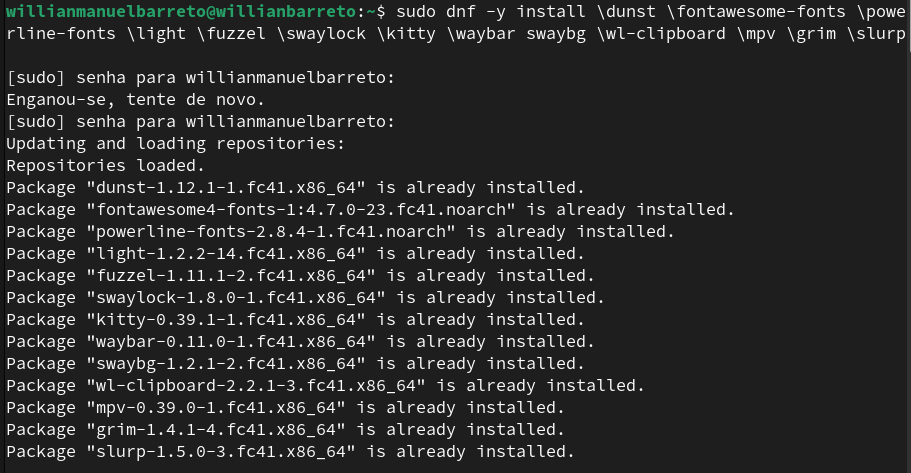 willianmanuelbarreto@willianbarreto:~$ sudo dnf -y install \dunst \fontawesome-fonts \powe
rline-fonts \light \fuzzel \swaylock \kitty \waybar swaybg \wl-clipboard \mpv \grim \slurp
[sudo] senha para willianmanuelbarreto:
Enganou-se, tente de novo.
[sudo] senha para willianmanuelbarreto:
Updating and loading repositories:
Repositories loaded.
Package "dunst-1.12.1-1.fc41.x86_64" is already installed.
Package "fontawesome4-fonts-1:4.7.0-23.fc41.noarch" is already installed.
Package "powerline-fonts-2.8.4-1.fc41.noarch" is already installed.
Package "light-1.2.2-14.fc41.x86_64" is already installed.
Package "fuzzel-1.11.1-2.fc41.x86_64" is already installed.
Package "swaylock-1.8.0-1.fc41.x86_64" is already installed.
Package "kitty-0.39.1-1.fc41.x86_64" is already installed.
Package "waybar-0.11.0-1.fc41.x86_64" is already installed.
Package "swaybg-1.2.1-2.fc41.x86_64" is already installed.
Package "wl-clipboard-2.2.1-3.fc41.x86_64" is already installed.
Package "mpv-0.39.0-1.fc41.x86_64" is already installed.
Package "grim-1.4.1-4.fc41.x86_64" is already installed.
Package "slurp-1.5.0-3.fc41.x86_64" is already installed.